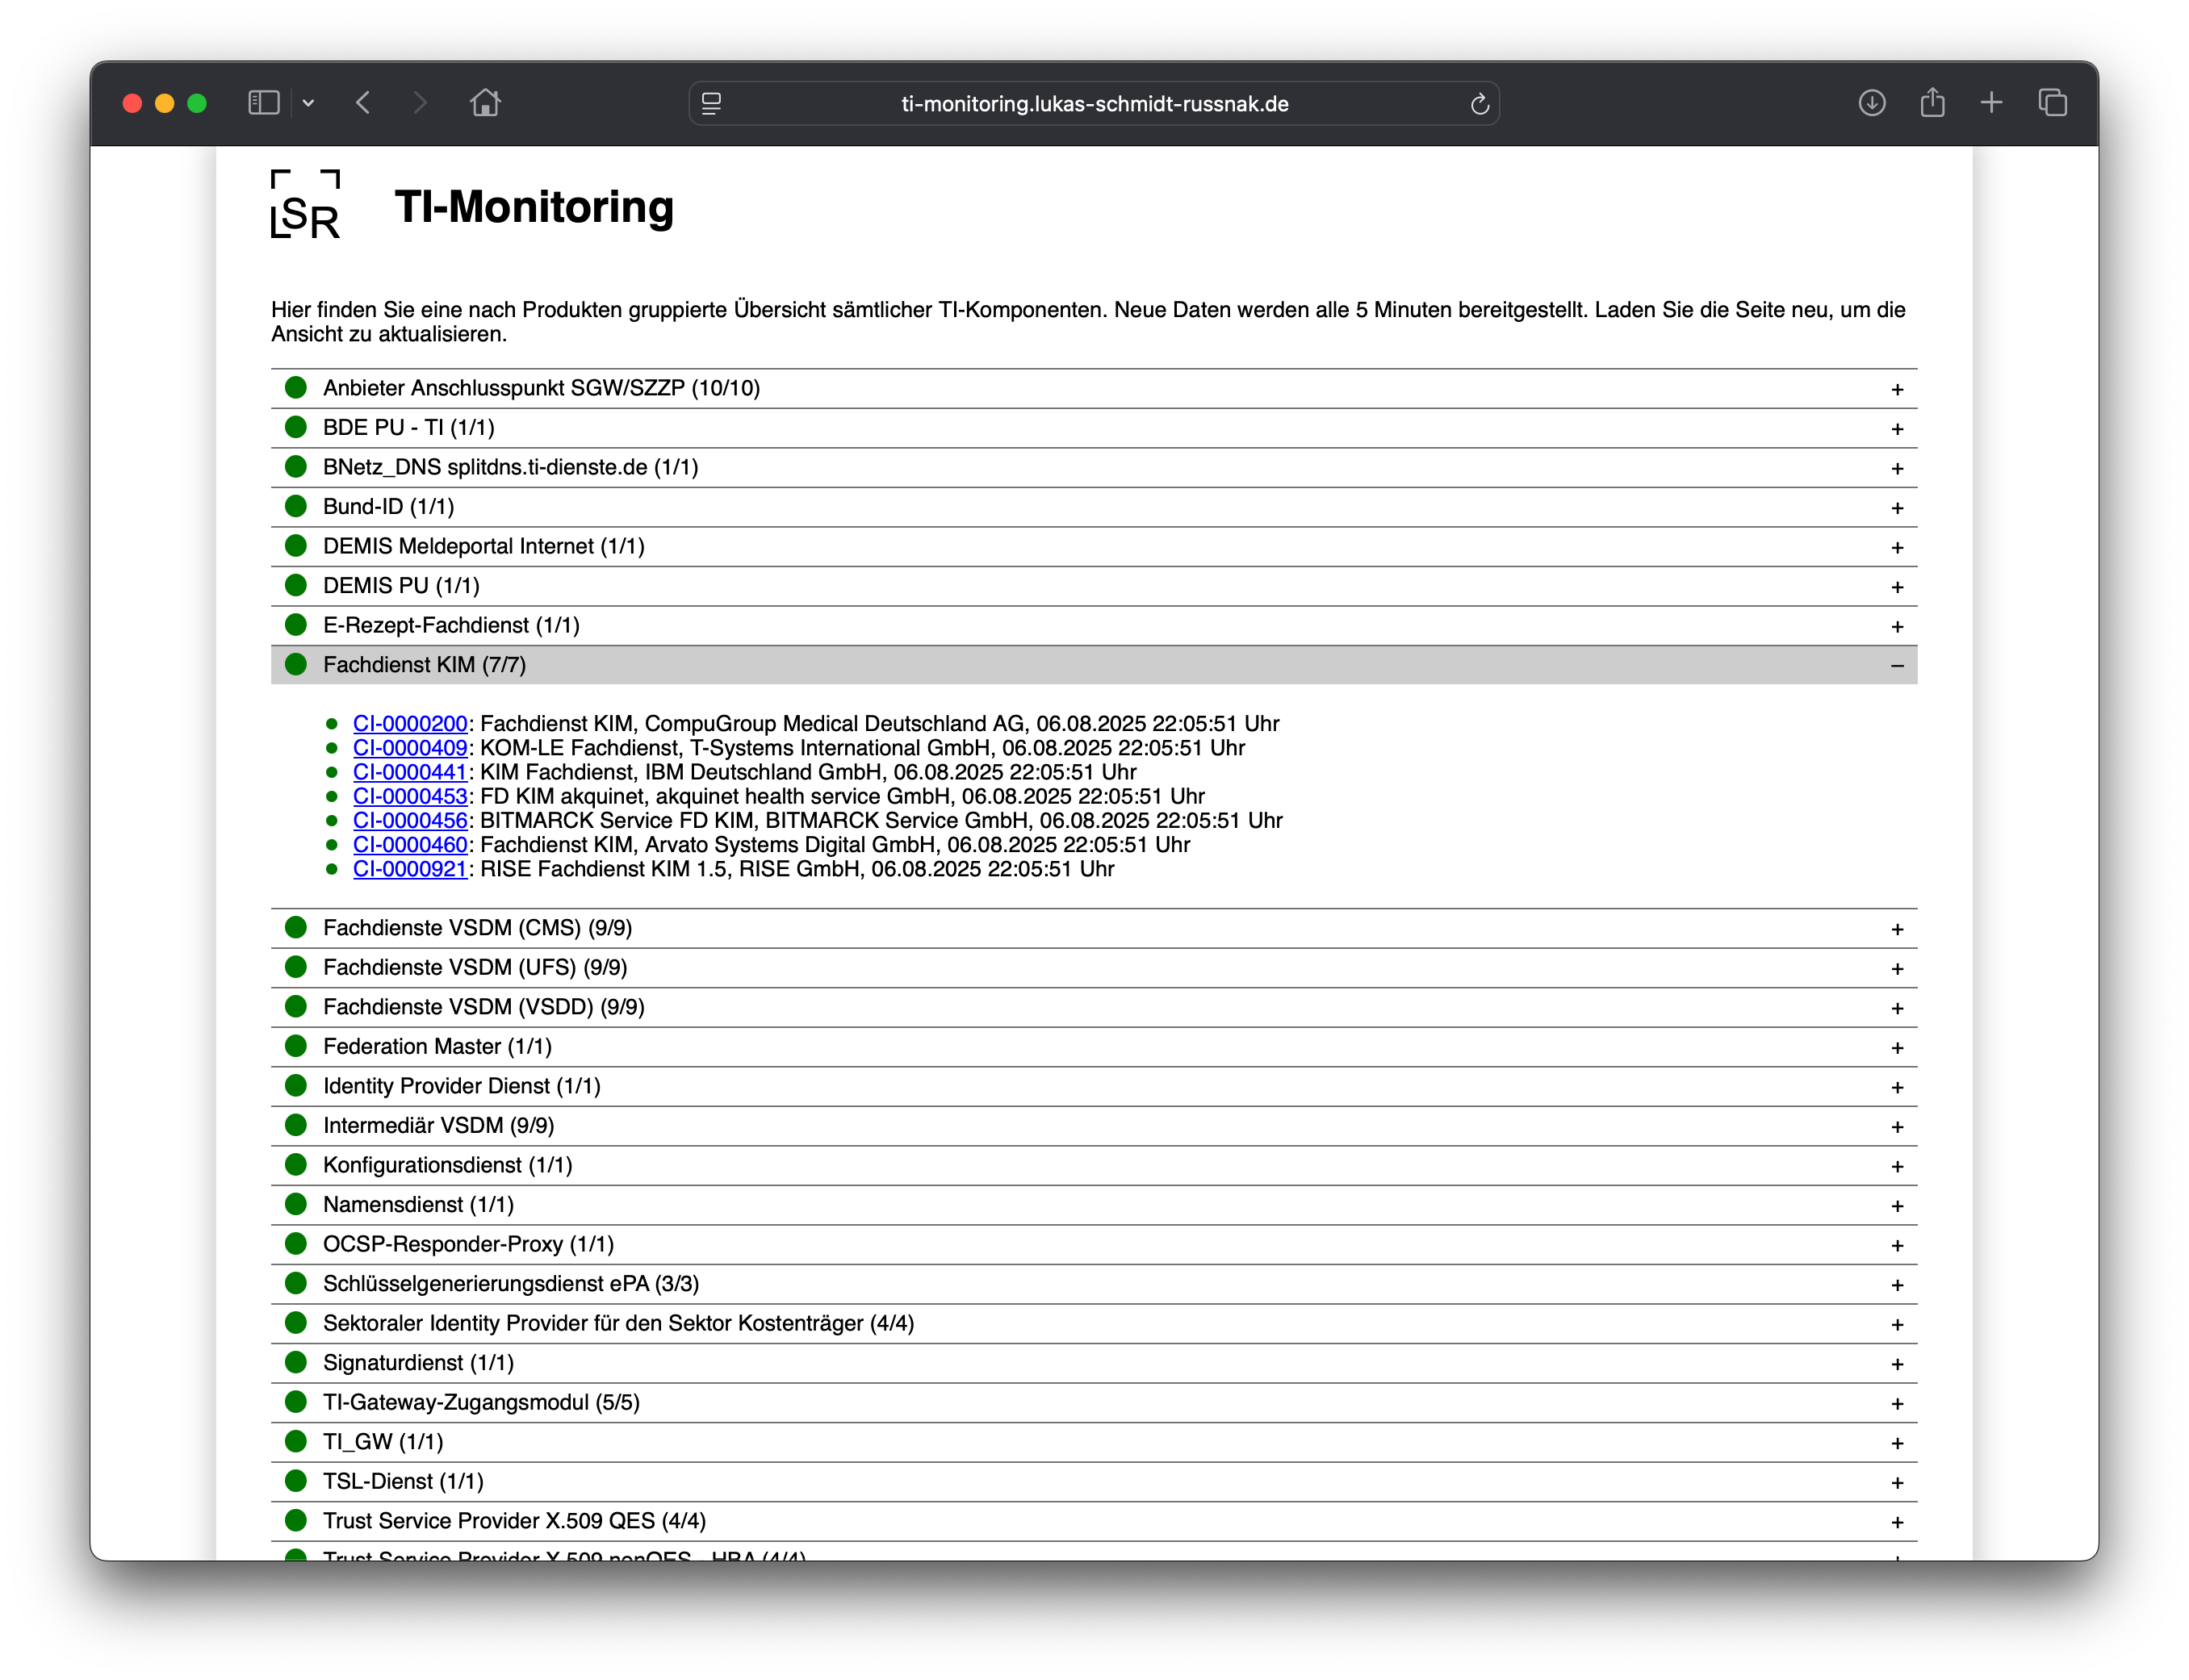 ti-monitoring.lukas-schmidt-russnak.de
LSR
TI-Monitoring
Hier finden Sie eine nach Produkten gruppierte Übersicht sämtlicher TI-Komponenten. Neue Daten werden alle 5 Minuten bereitgestellt. Laden Sie die Seite neu, um die
Ansicht zu aktualisieren.
Anbieter Anschlusspunkt SGW/SZZP (10/10) +
BDE PU - TI (1/1) +
BNetz_DNS splitdns.ti-dienste.de (1/1) +
Bund-ID (1/1) +
DEMIS Meldeportal Internet (1/1) +
DEMIS PU (1/1) +
E-Rezept-Fachdienst (1/1) +
Fachdienst KIM (7/7) –
CI-0000200: Fachdienst KIM, CompuGroup Medical Deutschland AG, 06.08.2025 22:05:51 Uhr
CI-0000409: KOM-LE Fachdienst, T-Systems International GmbH, 06.08.2025 22:05:51 Uhr
CI-0000441: KIM Fachdienst, IBM Deutschland GmbH, 06.08.2025 22:05:51 Uhr
CI-0000453: FD KIM akquinet, akquinet health service GmbH, 06.08.2025 22:05:51 Uhr
CI-0000456: BITMARCK Service FD KIM, BITMARCK Service GmbH, 06.08.2025 22:05:51 Uhr
CI-0000460: Fachdienst KIM, Arvato Systems Digital GmbH, 06.08.2025 22:05:51 Uhr
CI-0000921: RISE Fachdienst KIM 1.5, RISE GmbH, 06.08.2025 22:05:51 Uhr
Fachdienste VSDM (CMS) (9/9) +
Fachdienste VSDM (UFS) (9/9) +
Fachdienste VSDM (VSDD) (9/9) +
Federation Master (1/1) +
Identity Provider Dienst (1/1) +
Intermediär VSDM (9/9) +
Konfigurationsdienst (1/1) +
Namensdienst (1/1) +
OCSP-Responder-Proxy (1/1) +
Schlüsselgenerierungsdienst ePA (3/3) +
Sektoraler Identity Provider für den Sektor Kostenträger (4/4) +
Signaturdienst (1/1) +
TI-Gateway-Zugangsmodul (5/5) +
TI_GW (1/1) +
TSL-Dienst (1/1) +
Trust Service Provider X.509 QES (4/4) +
Trust Service Provider X.509 nonQES - HBA (4/4)